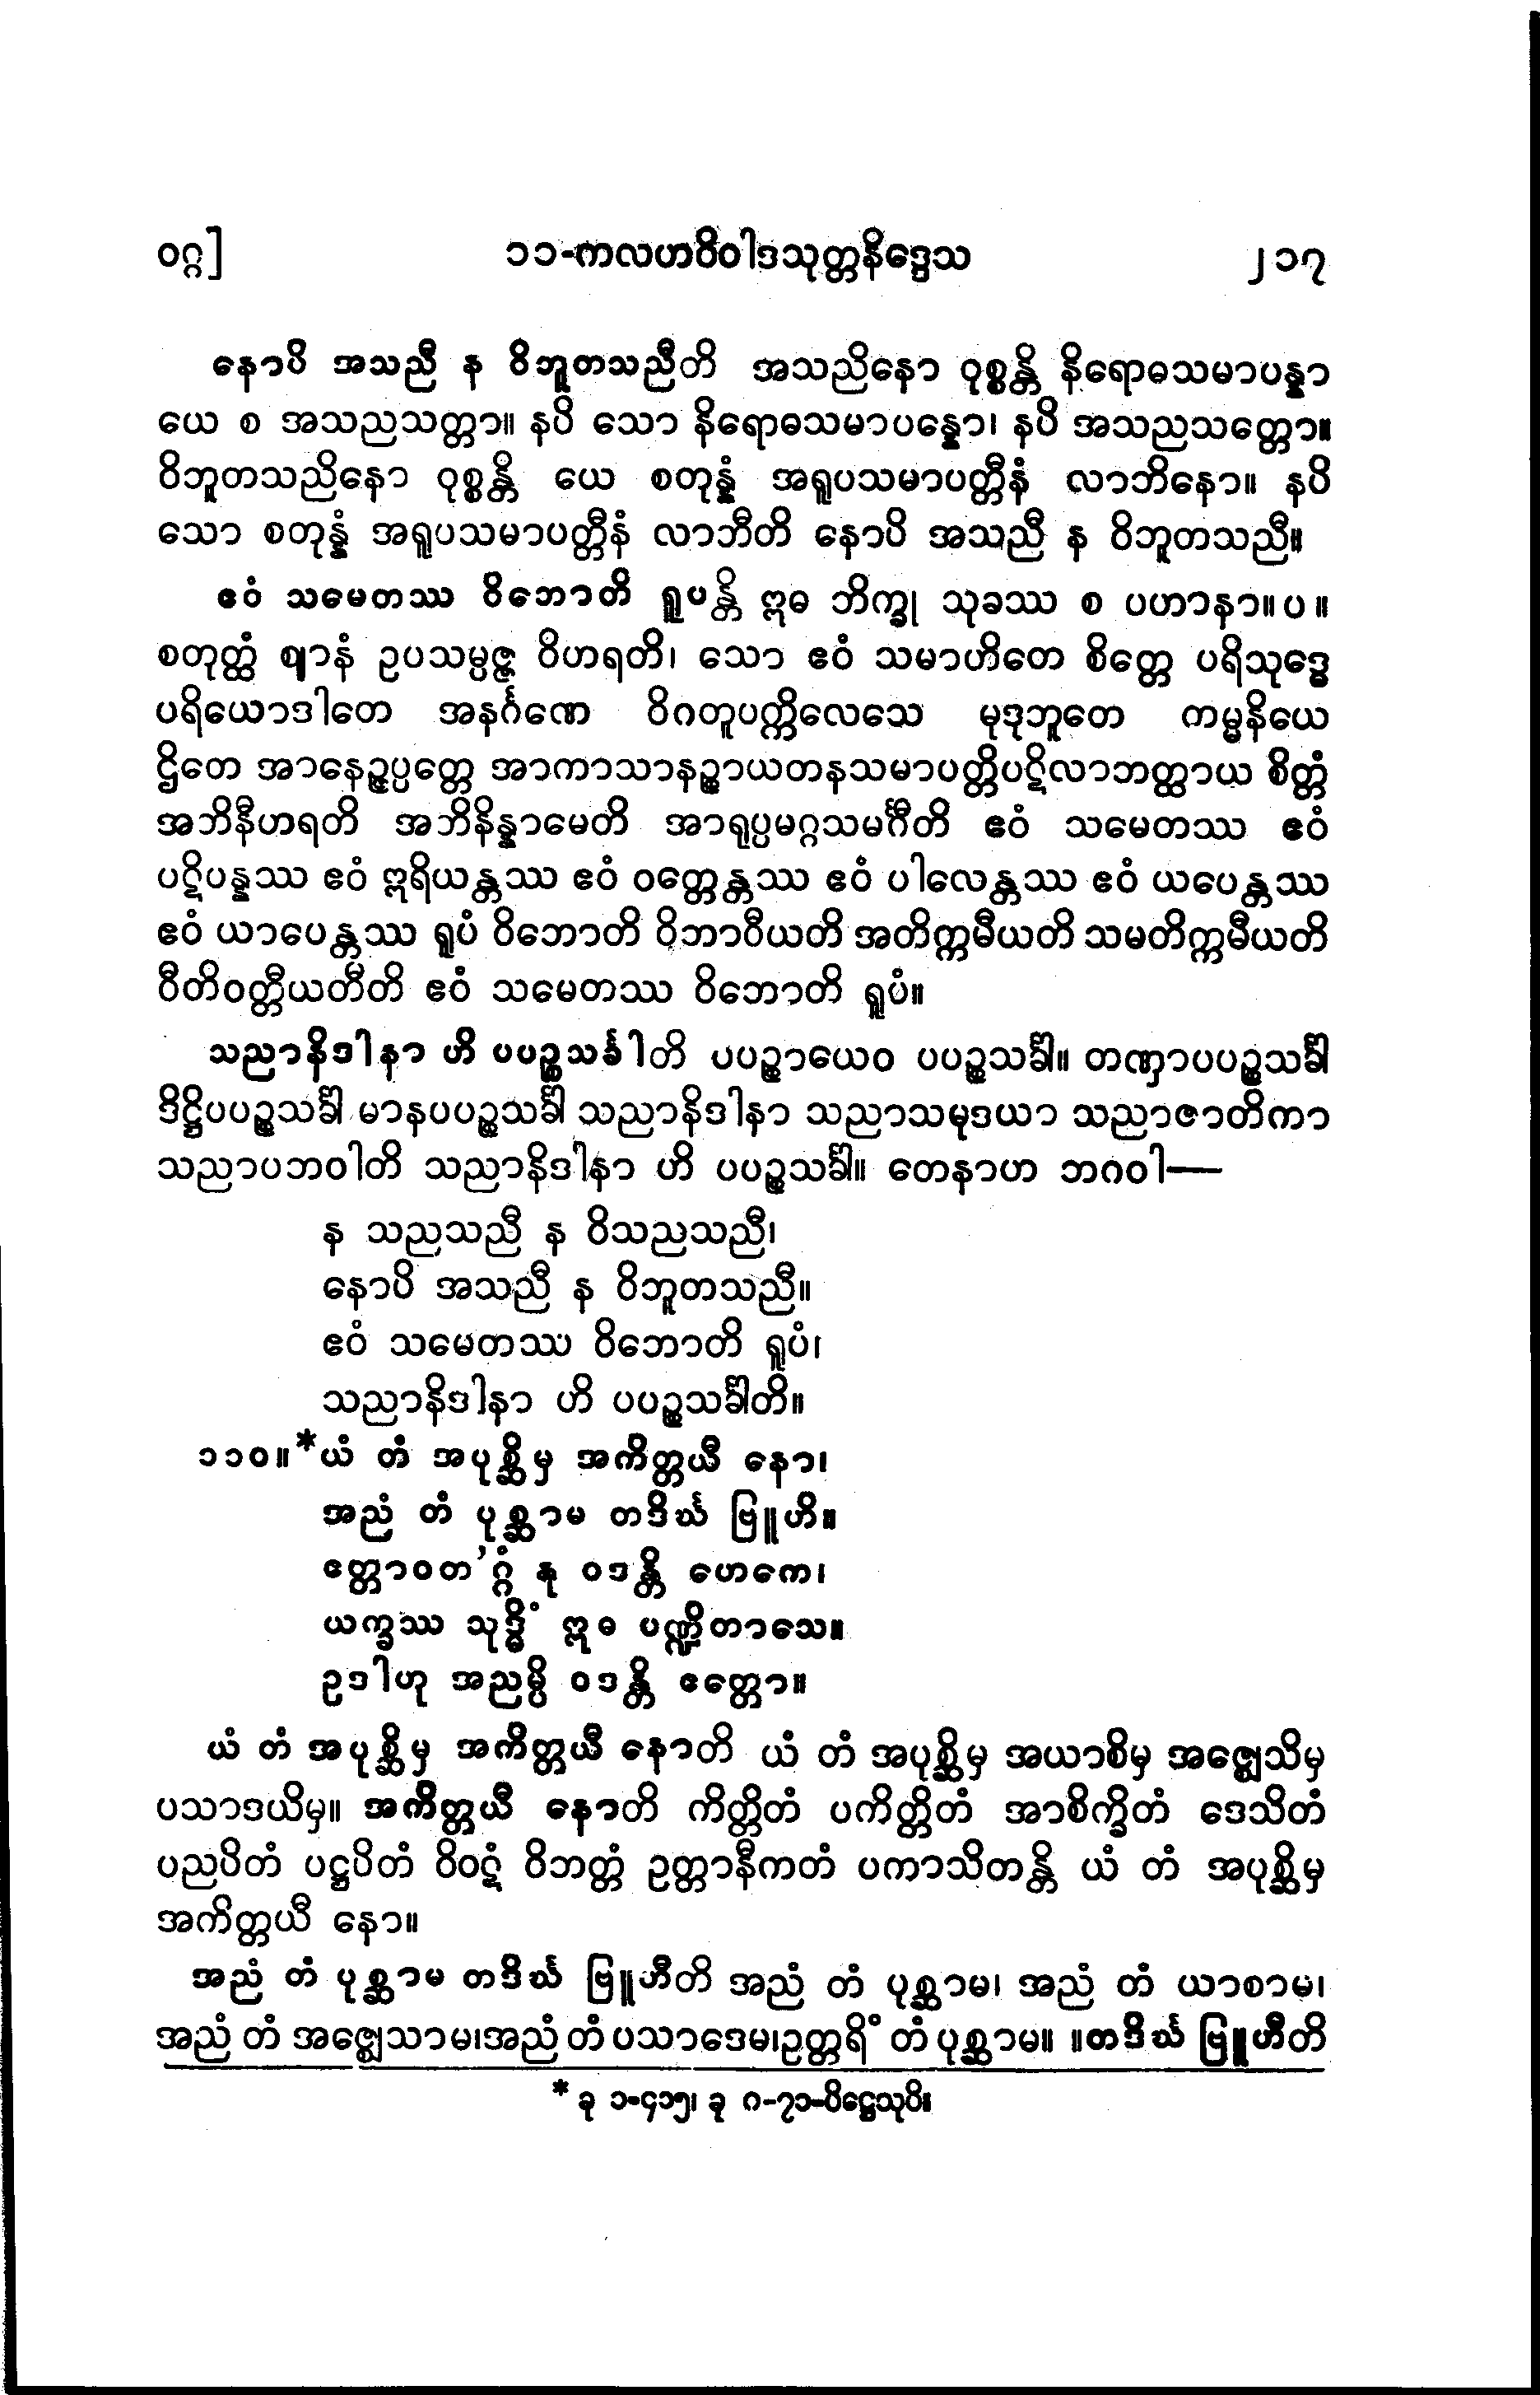 ဝဂ္ဂ]	၁၁-ကလဟဝိဝါဒသုတ္တနိဒ္ဒေသ	၂၁၇
နောပိ အသညီ န ဝိဘူတသညီတိ အသညိနော ဝုစ္စန္တိ နိရောဓသမာပန္နာ
ယေ စ အသညသတ္တာ။ နပိ သော နိရောဓသမာပန္နော၊ နပိ အသညသတ္တော။
ဝိဘူတသညိနော ဝုစ္စန္တိ ယေ စတုန္နံ အရူပသမာပတ္တီနံ လာဘိနော။ နပိ
သော စတုန္နံ အရူပသမာပတ္တီနံ လာဘီတိ နောပိ အသညီ န ဝိဘူတသညီ။
ဧဝံ သမေတဿ ဝိဘောတိ ရူပန္တိ ဣဓ ဘိက္ခု သုခဿ စ ပဟာနာ။ပ။
စတုတ္ထံ ဈာနံ ဥပသမ္ပဇ္ဇ ဝိဟရတိ၊ သော ဧဝံ သမာဟိတေ စိတ္တေ ပရိသုဒ္ဓေ
ပရိယောဒါတေ အနင်္ဂဏေ ဝိဂတူပက္ကိလေသေ မုဒုဘူတေ ကမ္မနိယေ
ဌိတေ အာနေဉ္ဇပ္ပတ္တေ အာကာသာနဉ္စာယတနသမာပတ္တိပဋိလာဘတ္ထာယ စိတ္တံ
အဘိနီဟရတိ အဘိနိန္နာမေတိ အာရုပ္ပမဂ္ဂသမင်္ဂီတိ ဧဝံ သမေတဿ ဧဝံ
ပဋိပန္နဿ ဧဝံ ဣရိယန္တဿ ဧဝံ ဝတ္တေန္တဿ ဧဝံ ပါလေန္တဿ ဧဝံ ယပေန္တဿ
ဧဝံ ယာပေန္တဿ ရူပံ ဝိဘောတိ ဝိဘာဝီယတိ အတိက္ကမီယတိ သမတိက္ကမီယတိ
ဝီတိဝတ္တီယတီတိ ဧဝံ သမေတဿ ဝိဘောတိ ရူပံ။
သညာနိဒါနာ ဟိ ပပဉ္စသင်္ခါတိ ပပဉ္စာယေဝ ပပဉ္စသင်္ခါ။ တဏှာပပဉ္စသင်္ခါ
ဒိဋ္ဌိပပဉ္စသင်္ခါ မာနပပဉ္စသင်္ခါ သညာနိဒါနာ သညာသမုဒယာ သညာဇာတိကာ
သညာပဘဝါတိ သညာနိဒါနာ ဟိ ပပဉ္စသင်္ခါ။ တေနာဟ ဘဂဝါ—
န သညသညီ န ဝိသညသညီ၊
နောပိ အသညီ န ဝိဘူတသညီ။
ဧဝံ သမေတဿ ဝိဘောတိ ရူပံ၊
သညာနိဒါနာ ဟိ ပပဉ္စသင်္ခါတိ။
၁၁၀။*ယံ တံ အပုစ္ဆိမှ အကိတ္တယီ နော၊
အညံ တံ ပုစ္ဆာမ တဒိင်္ဃ ဗြူဟိ။
ဧတ္တာဝတ’ဂ္ဂံ နု ဝဒန္တိ ဟေကေ၊
ယက္ခဿ သုဒ္ဓိံ ဣဓ ပဏ္ဍိတာသေ။
ဥဒါဟု အညမ္ပိ ဝဒန္တိ ဧတ္တော။
ယံ တံ အပုစ္ဆိမှ အကိတ္တယီ နောတိ ယံ တံ အပုစ္ဆိမှ အယာစိမှ အဇ္ဈေသိမှ
ပသာဒယိမှ။ အကိတ္တယီ နောတိ ကိတ္တိတံ ပကိတ္တိတံ အာစိက္ခိတံ ဒေသိတံ
ပညပိတံ ပဋ္ဌပိတံ ဝိဝဋံ ဝိဘတ္တံ ဥတ္တာနီကတံ ပကာသိတန္တိ ယံ တံ အပုစ္ဆိမှ
အကိတ္တယီ နော။
အညံ တံ ပုစ္ဆာမ တဒိင်္ဃ ဗြူဟီတိ အညံ တံ ပုစ္ဆာမ၊ အညံ တံ ယာစာမ၊
အညံ တံ အဇ္ဈေသာမ၊အညံ တံ ပသာဒေမ၊ဥတ္တရိံ တံ ပုစ္ဆာမ။ ။တဒိင်္ဃ ဗြူဟီတိ
* ခု ၁-၄၁၅၊ ခု ဂ-၇၁-ပိဋ္ဌေသုပိ။